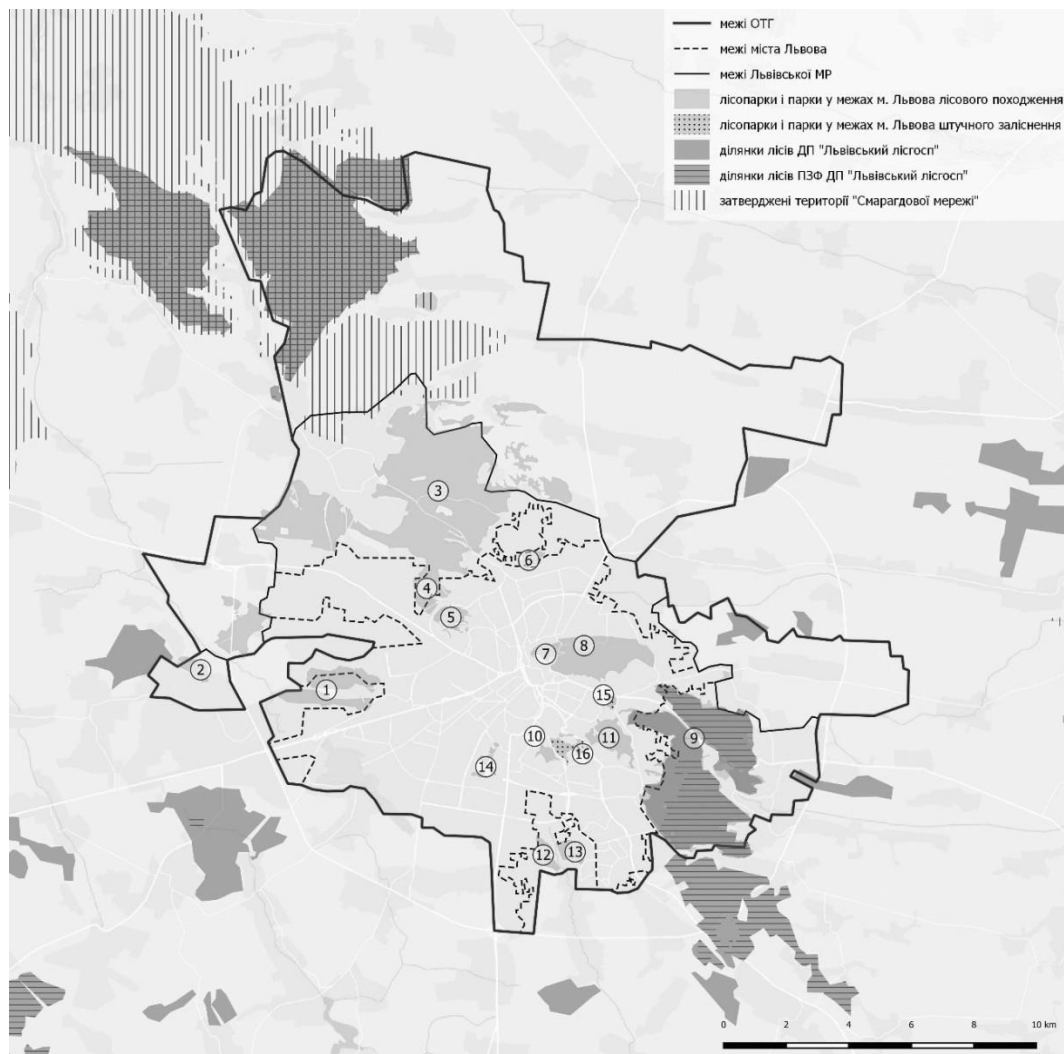 межі ОТГ
межі міста Львова
межі Львівської МР
лісопарки і парки у межах м. Львова лісового походження
лісопарки і парки у межах м. Львова штучного заліснення
ділянки лісів ДП "Львівський лісгосп"
ділянки лісів ПЗФ ДП "Львівський лісгосп"
затверджені території "Смарагдової мережі"
3
6
4
5
7
8
2
1
15
10
11
9
16
14
12
13
0 2 4 6 8 10 km